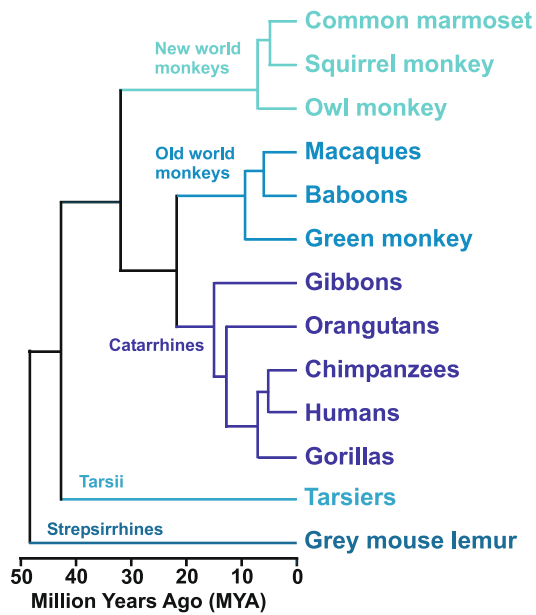 Common marmoset
New world
monkeys
Squirrel monkey
Owl monkey
Old world
monkeys
Macaques
Baboons
Green monkey
Gibbons
Orangutans
Catarrhines
Chimpanzees
Humans
Gorillas
Tarsii
Tarsiers
Strepsirrhines
Grey mouse lemur
50 40 30 20 10 0
Million Years Ago (MYA)